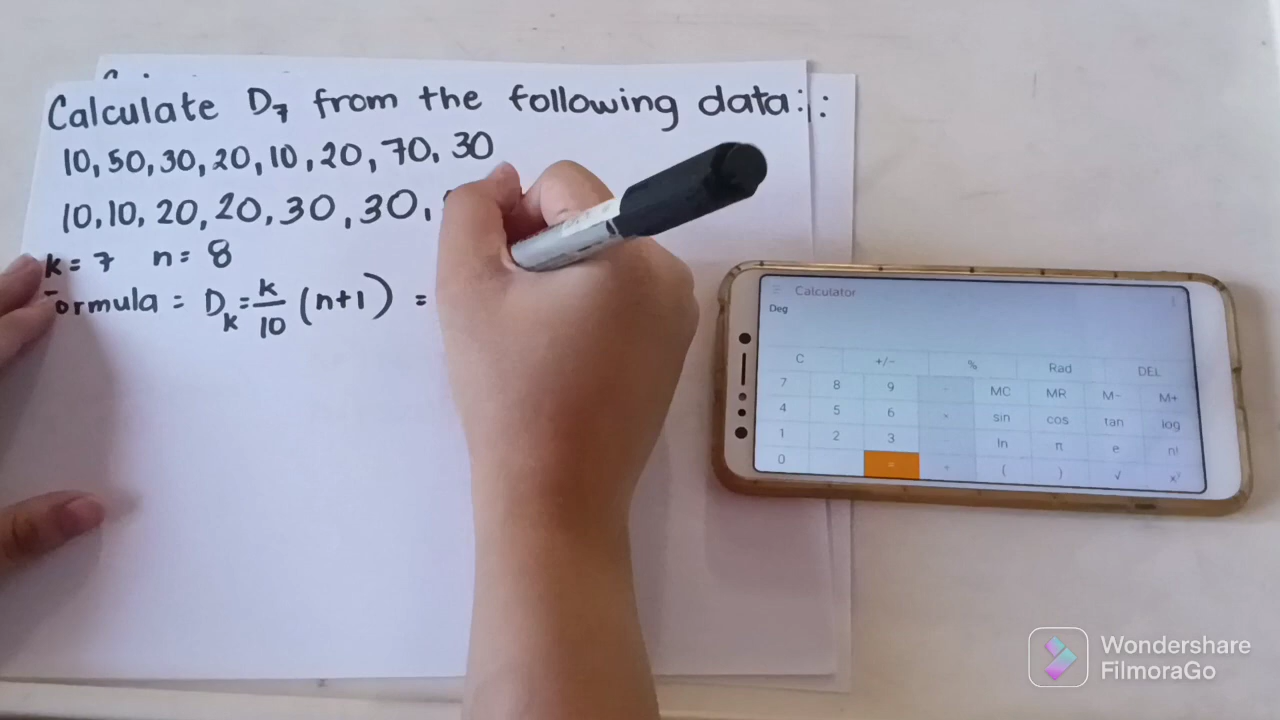 Calculate D7 from the following data: :
10, 50, 30, 20, 10, 20, 70, 30
10, 10, 20, 20, 30, 30,
k = 7 n = 8
Formula = Dk = k/10 (n+1) =
Calculator
Deg
C +/- % Rad DEL
7 8 9 - MC MR M- M+
4 5 6 × sin cos tan log
1 2 3 ln π e n!
0 = ( ) √ xʸ
Wondershare
FilmoraGo